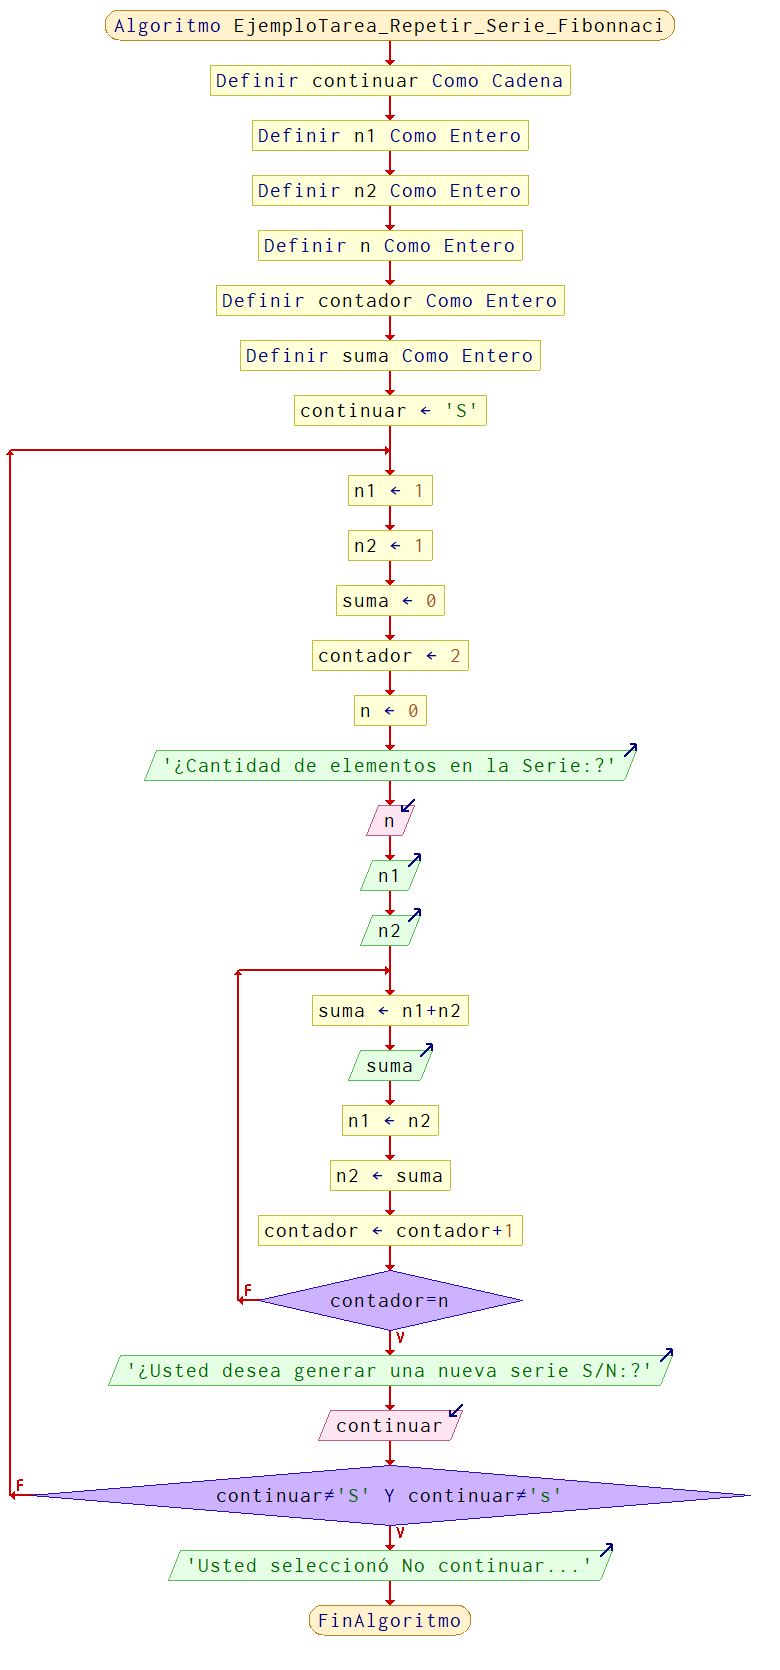 Algoritmo EjemploTarea_Repetir_Serie_Fibonnaci
Definir continuar Como Cadena
Definir n1 Como Entero
Definir n2 Como Entero
Definir n Como Entero
Definir contador Como Entero
Definir suma Como Entero
continuar ← 'S'
n1 ← 1
n2 ← 1
suma ← 0
contador ← 2
n ← 0
'¿Cantidad de elementos en la Serie:?'
n
n1
n2
suma ← n1+n2
suma
n1 ← n2
n2 ← suma
contador ← contador+1
F
contador=n
V
'¿Usted desea generar una nueva serie S/N:?'
continuar
F
continuar≠'S' Y continuar≠'s'
V
'Usted seleccionó No continuar...'
FinAlgoritmo